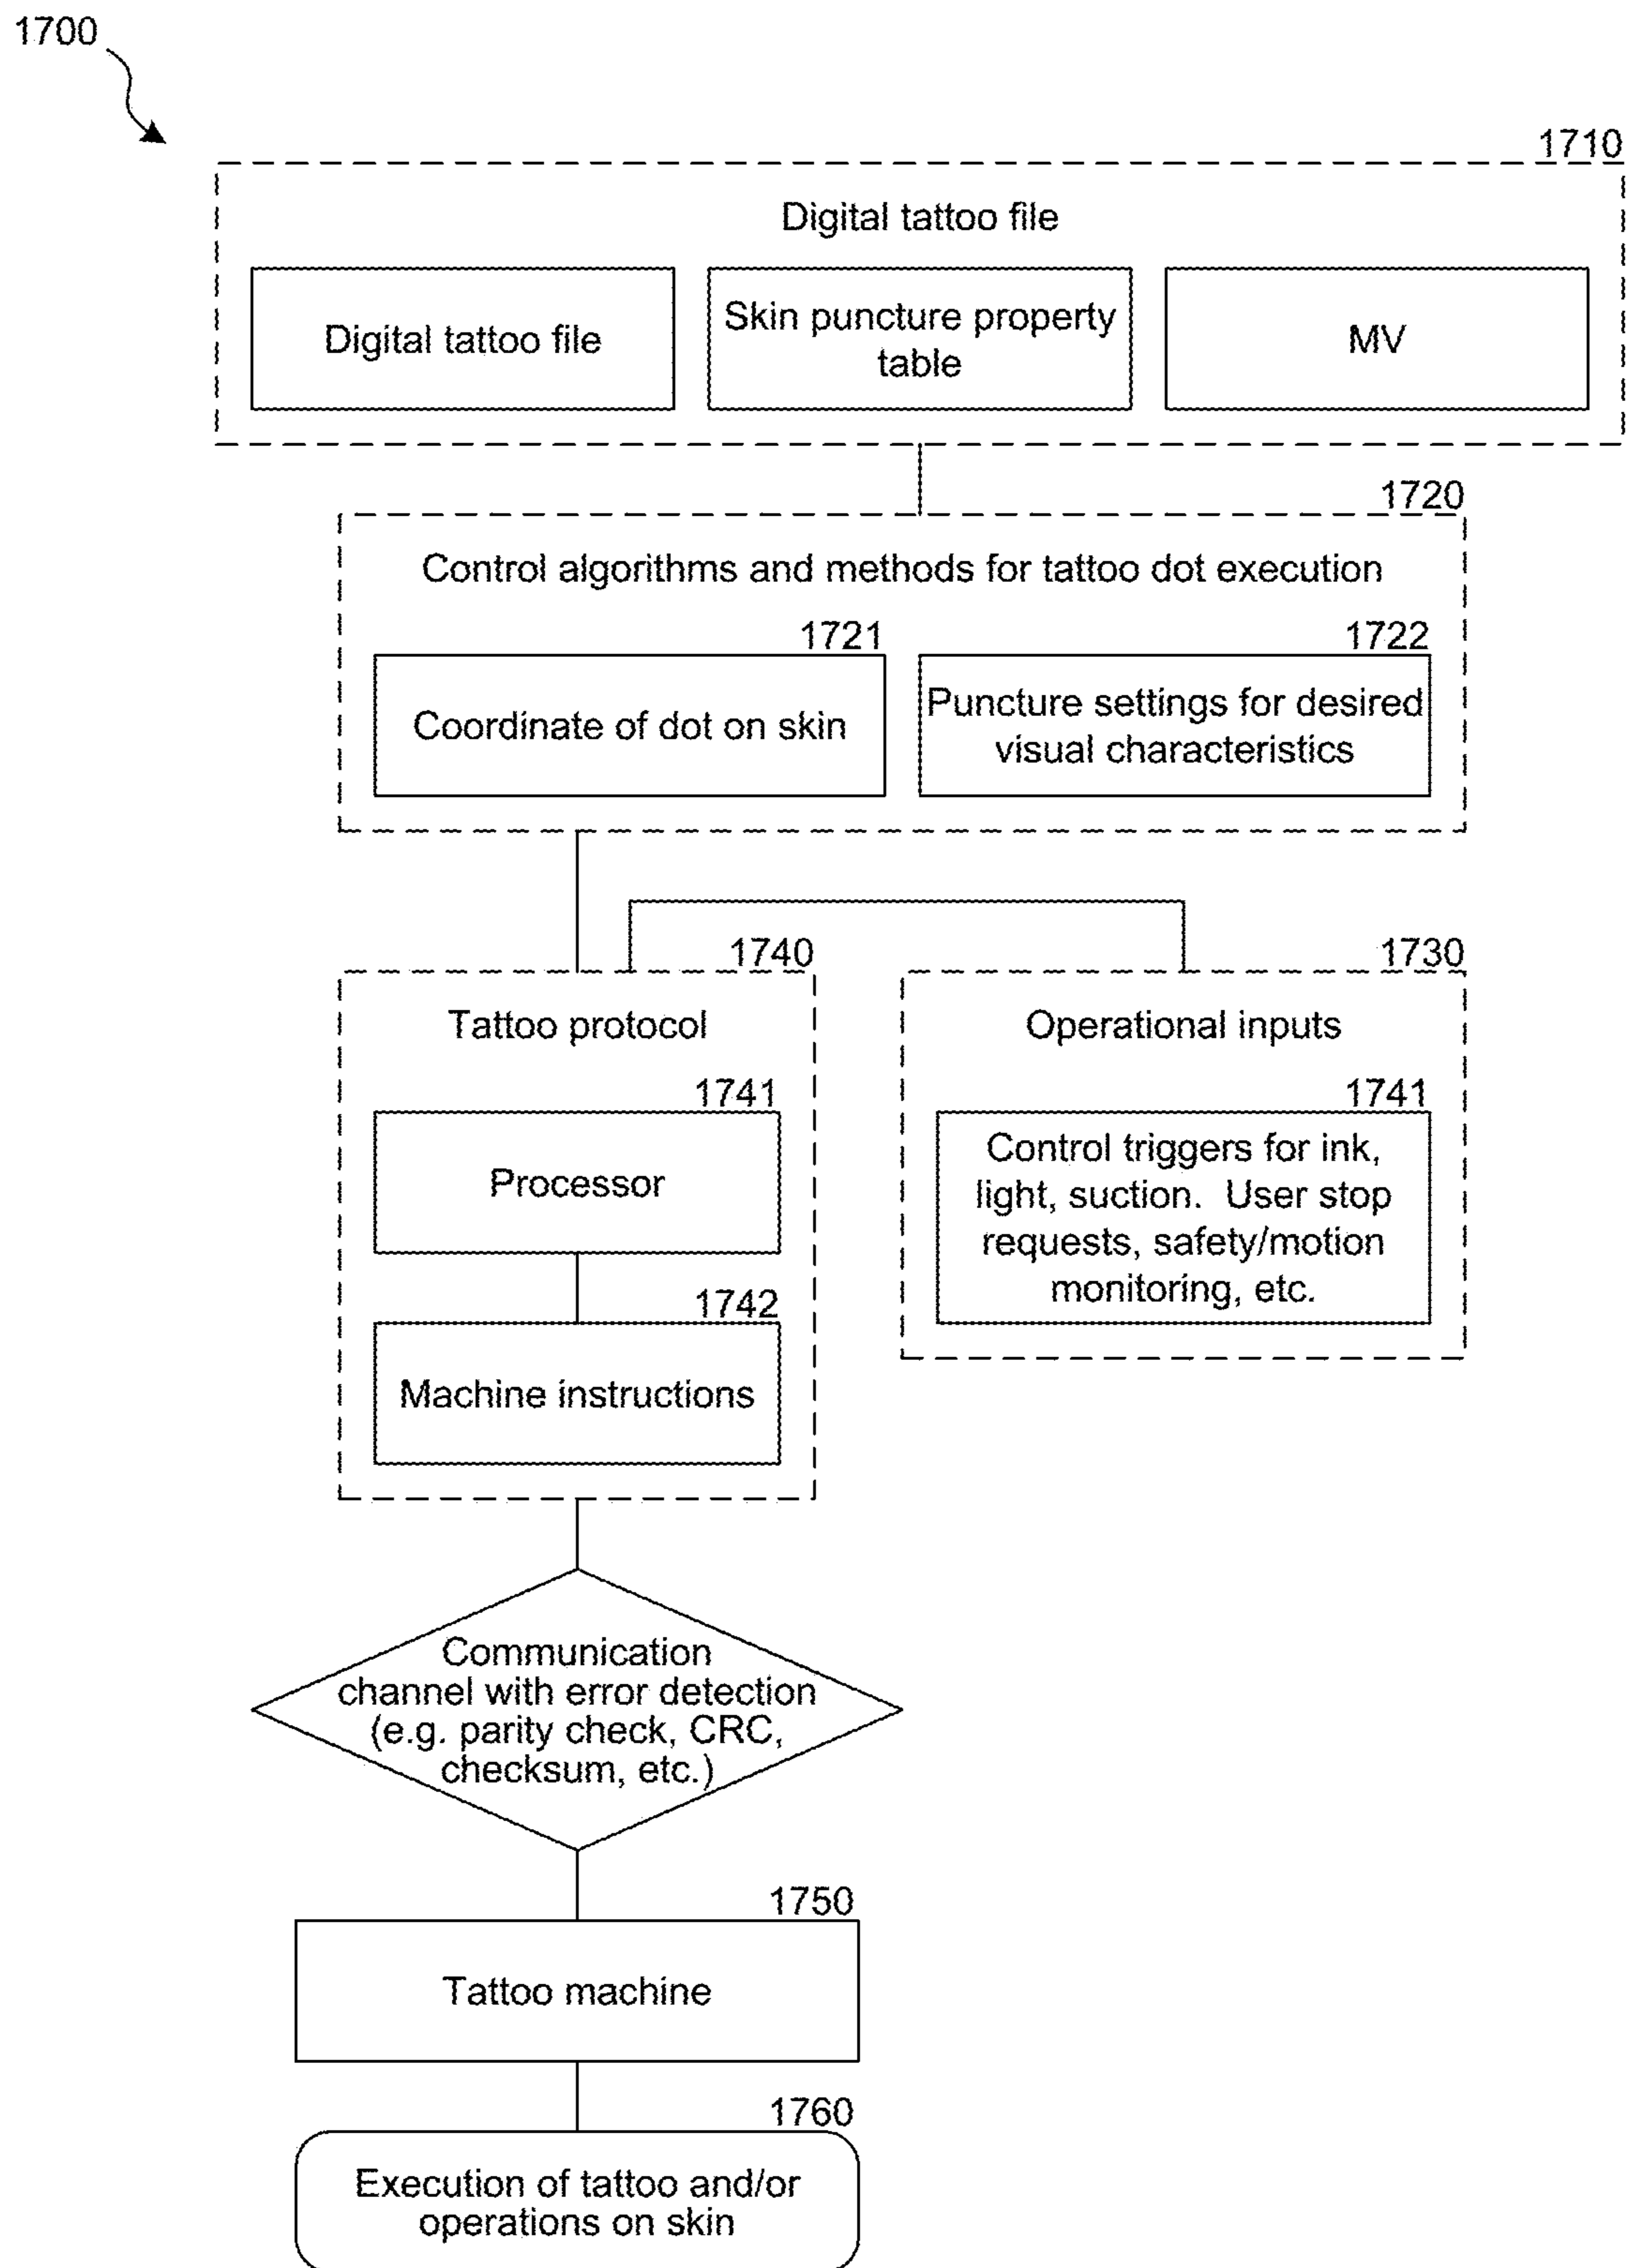 1700
1710
Digital tattoo file
Digital tattoo file
Skin puncture property
table
MV
1720
Control algorithms and methods for tattoo dot execution
1721
Coordinate of dot on skin
1722
Puncture settings for desired
visual characteristics
1740
Tattoo protocol
1741
Processor
1742
Machine instructions
1730
Operational inputs
1741
Control triggers for ink,
light, suction. User stop
requests, safety/motion
monitoring, etc.
Communication
channel with error detection
(e.g. parity check, CRC,
checksum, etc.)
1750
Tattoo machine
1760
Execution of tattoo and/or
operations on skin